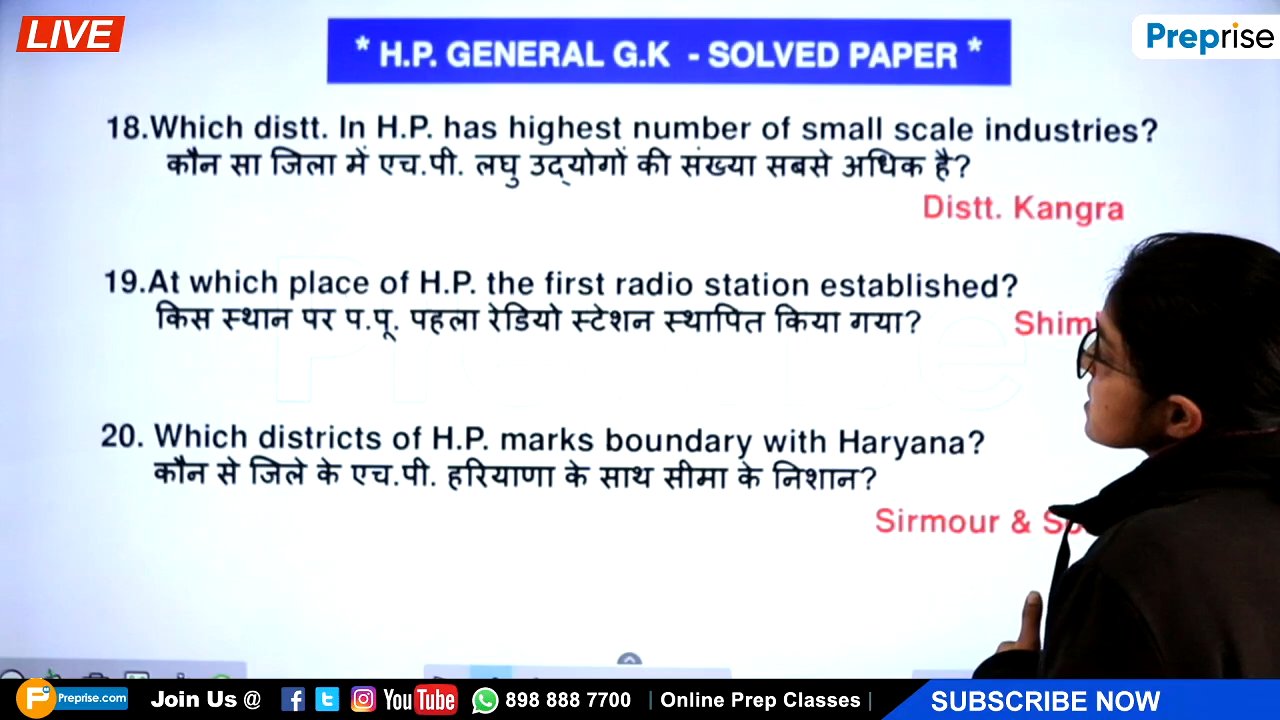 LIVE
Preprise
* H.P. GENERAL G.K - SOLVED PAPER *
18.Which distt. In H.P. has highest number of small scale industries?
कौन सा जिला में एच.पी. लघु उद्योगों की संख्या सबसे अधिक है?
Distt. Kangra
19.At which place of H.P. the first radio station established?
किस स्थान पर प.पू. पहला रेडियो स्टेशन स्थापित किया गया?
20. Which districts of H.P. marks boundary with Haryana?
कौन से जिले के एच.पी. हरियाणा के साथ सीमा के निशान?
Sirmour &
Preprise.com Join Us @ You Tube 898 888 7700 | Online Prep Classes | SUBSCRIBE NOW